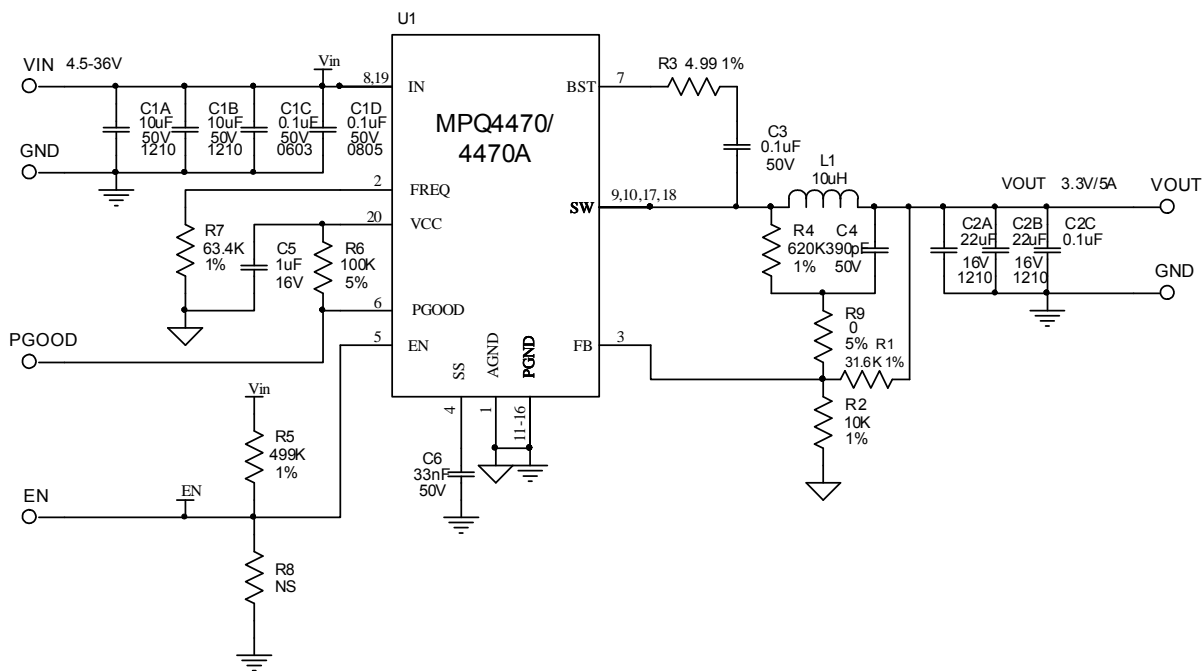 U1
VIN 4.5-36V
Vin
8,19
IN
BST
7
R3 4.99 1%
C1A
10uF
50V
1210
C1B
10uF
50V
1210
C1C
0.1uF
50V
0603
C1D
0.1uF
50V
0805
MPQ4470/
4470A
C3
0.1uF
50V
GND
2
FREQ
L1
10uH
9,10,17,18
SW
VOUT 3.3V/5A
VOUT
20
VCC
R7
63.4K
1%
C5
1uF
16V
R6
100K
5%
R4
620K
1%
C4
390pF
50V
C2A
22uF
16V
1210
C2B
22uF
16V
1210
C2C
0.1uF
GND
6
PGOOD
PGOOD
5
EN
FB
3
R9
0
5%
R1
31.6K 1%
SS
AGND
PGND
4
1
11-16
Vin
R5
499K
1%
R2
10K
1%
C6
33nF
50V
EN
EN
R8
NS